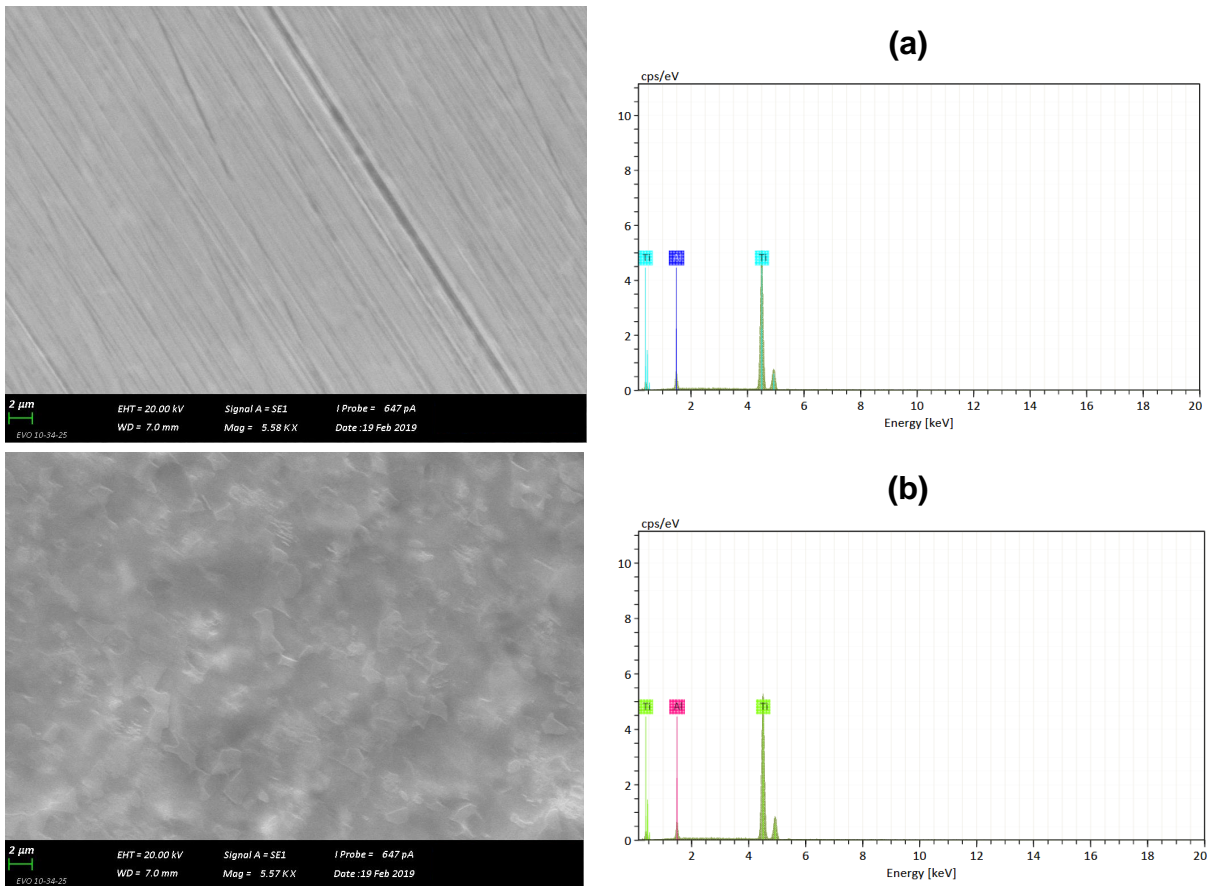 (a)
cps/eV
10
8
6
4
2
0
Ti
Al
Ti
2 4 6 8 10 12 14 16 18 20
Energy [keV]
2 µm
EHT = 20.00 kV Signal A = SE1 I Probe = 647 pA
WD = 7.0 mm Mag = 5.58 K X Date :19 Feb 2019
EVO 10-34-25
(b)
cps/eV
10
8
6
4
2
0
Ti
Al
Ti
2 4 6 8 10 12 14 16 18 20
Energy [keV]
2 µm
EHT = 20.00 kV Signal A = SE1 I Probe = 647 pA
WD = 7.0 mm Mag = 5.57 K X Date :19 Feb 2019
EVO 10-34-25